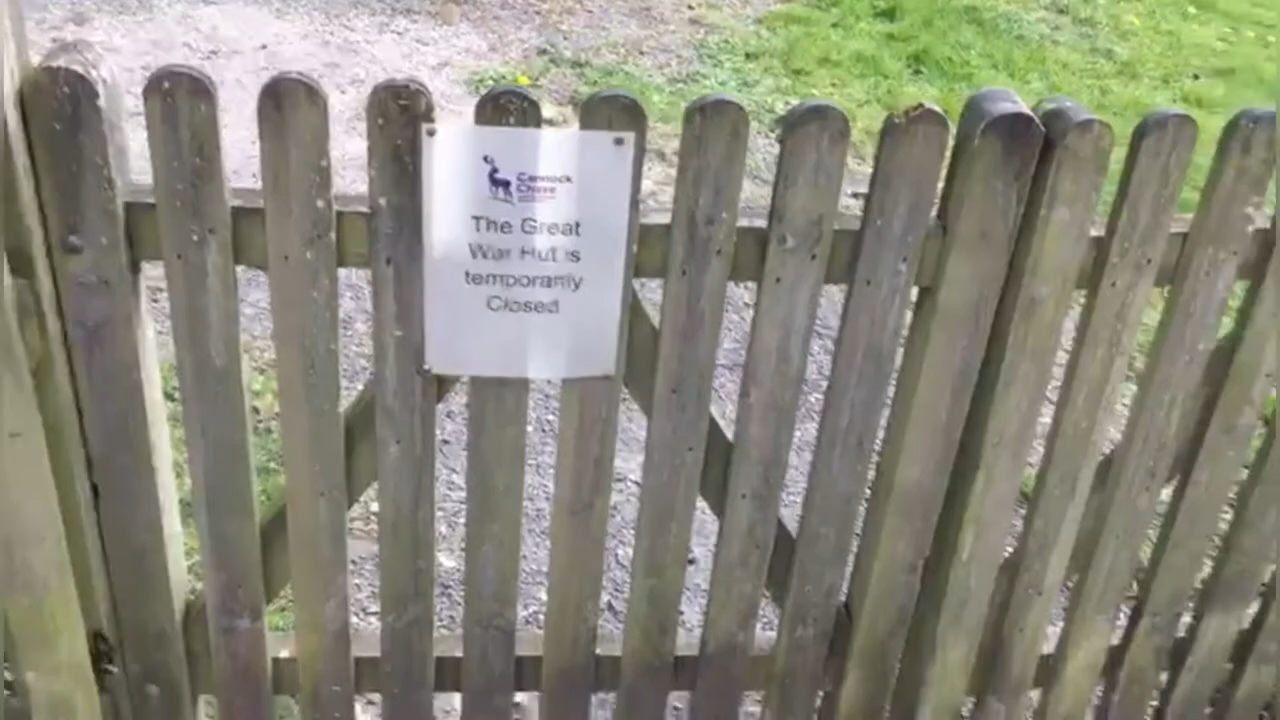 Cannock
Chase
The Great
War Hut is
temporarily
Closed